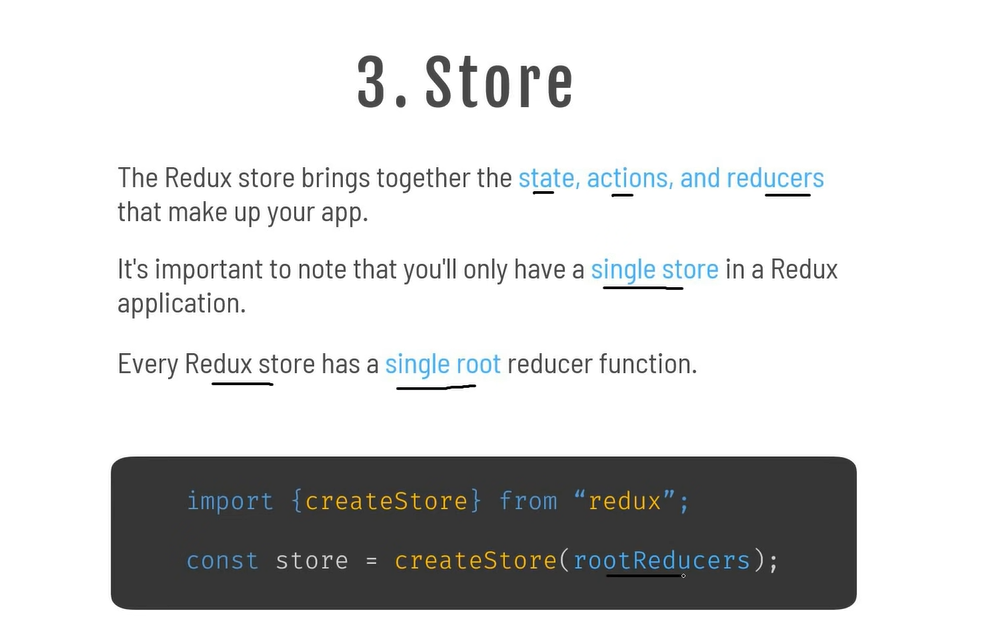 3. Store
The Redux store brings together the state, actions, and reducers
that make up your app.
It's important to note that you'll only have a single store in a Redux
application.
Every Redux store has a single root reducer function.
import {createStore} from “redux”;
const store = createStore(rootReducers);